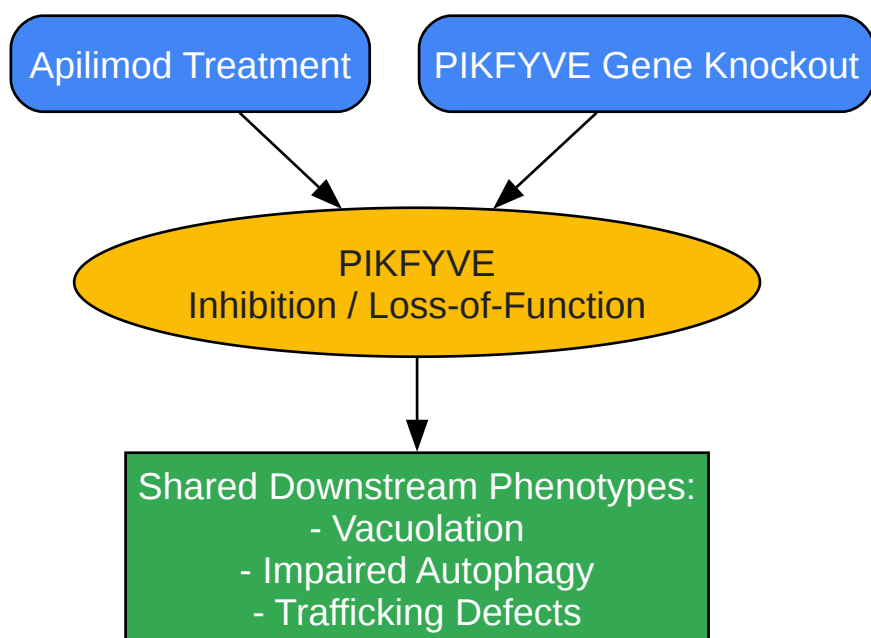 Apilimod Treatment
PIKFYVE Gene Knockout
PIKFYVE
Inhibition / Loss-of-Function
Shared Downstream Phenotypes:
- Vacuolation
- Impaired Autophagy
- Trafficking Defects